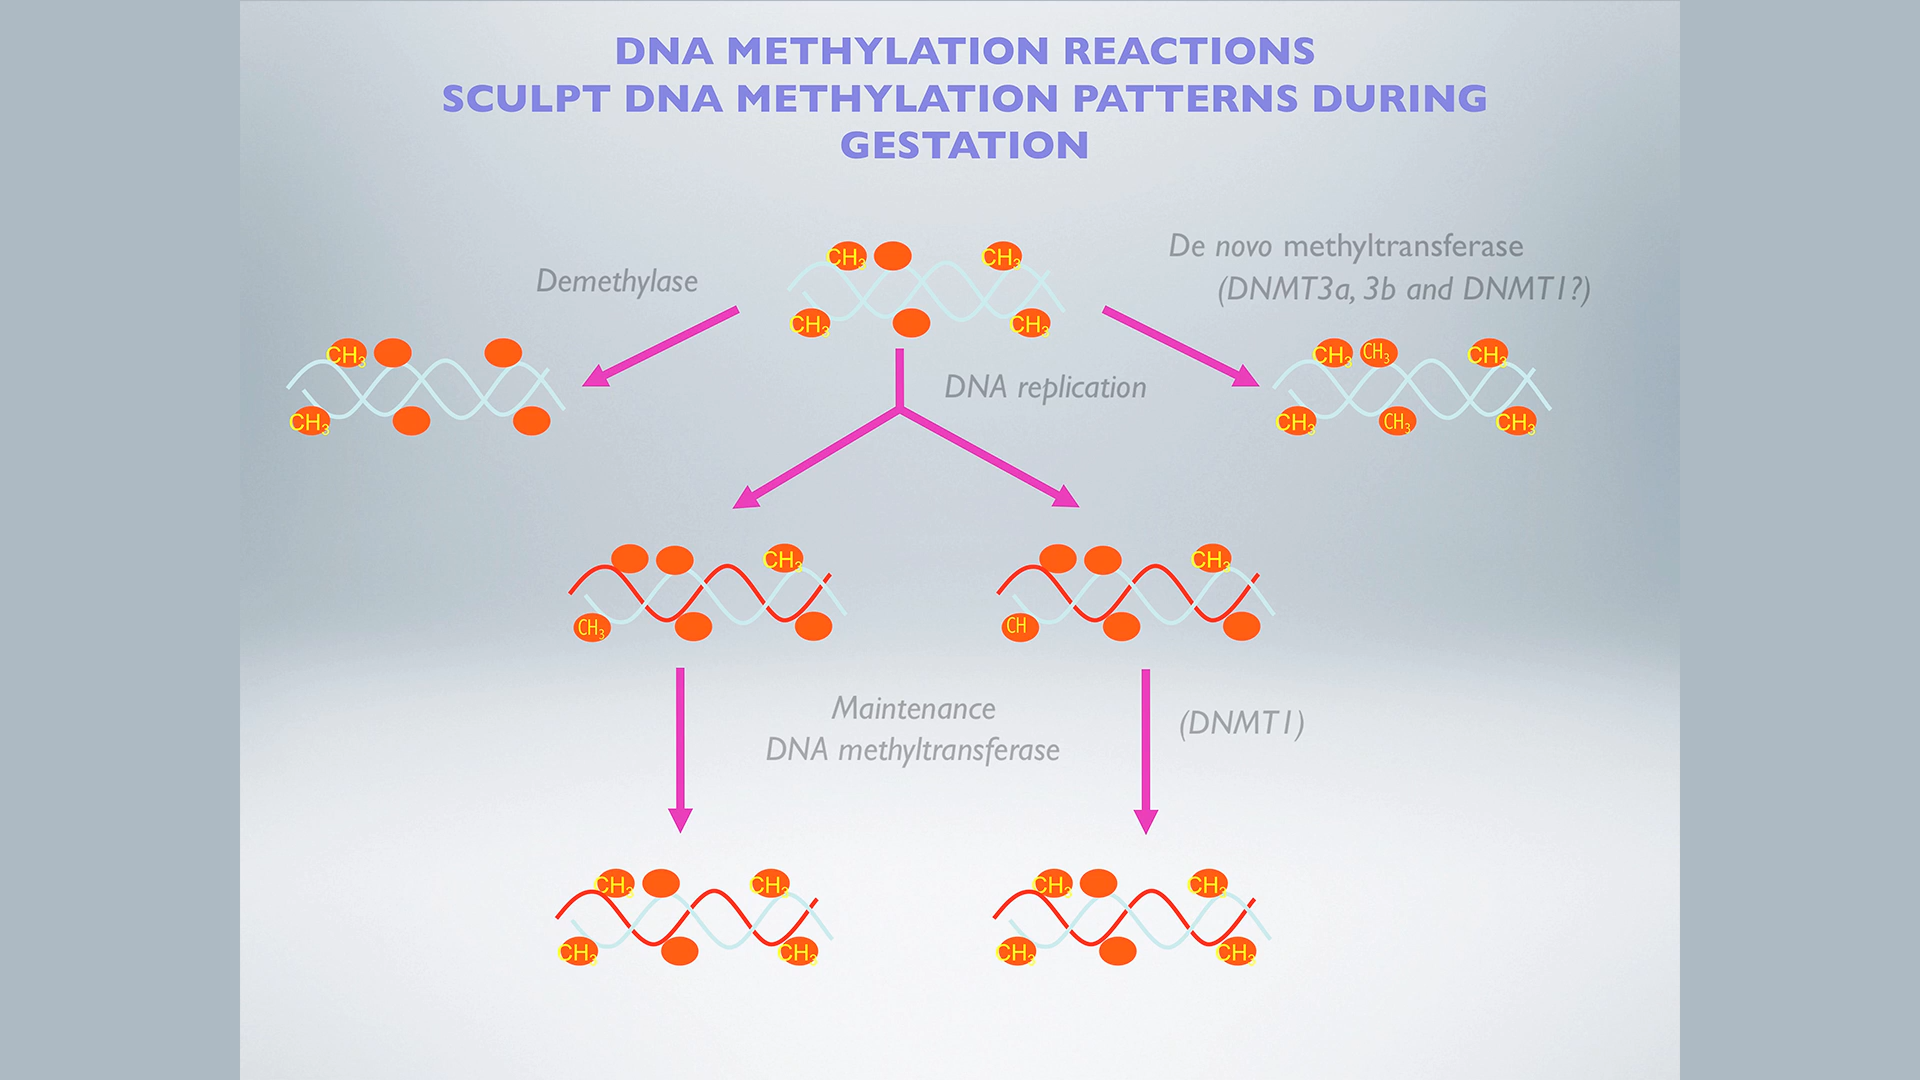 DNA METHYLATION REACTIONS
SCULPT DNA METHYLATION PATTERNS DURING
GESTATION
De novo methyltransferase
(DNMT3a, 3b and DNMT1?)
Demethylase
CH3 CH3
CH3 CH3
DNA replication
CH3
CH3
CH3 CH3 CH3
CH3 CH3 CH3
CH3
CH3
CH3
CH
Maintenance
DNA methyltransferase
(DNMT1)
CH3 CH3
CH3 CH3
CH3 CH3
CH3 CH3